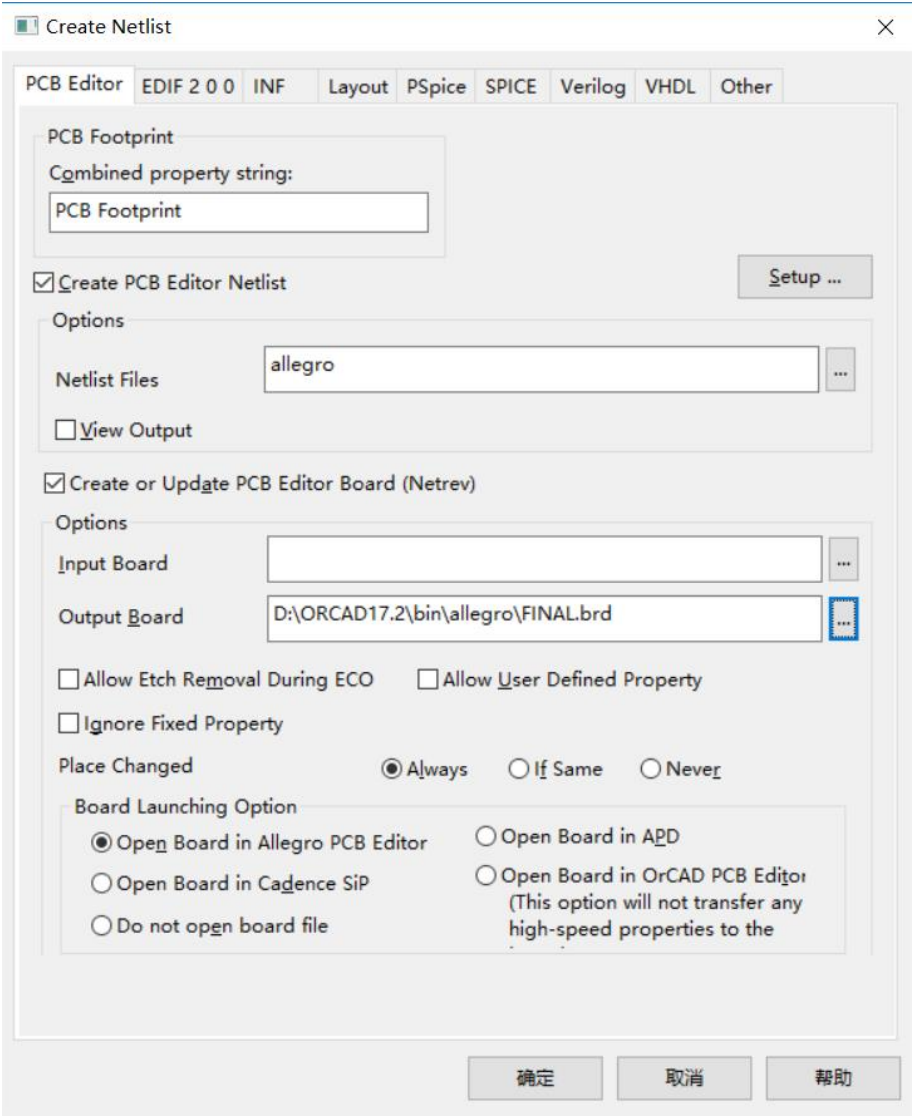 Create Netlist
PCB Editor EDIF 2 0 0 INF Layout PSpice SPICE Verilog VHDL Other
PCB Footprint
Combined property string:
PCB Footprint
Create PCB Editor Netlist
Setup ...
Options
Netlist Files
allegro
...
View Output
Create or Update PCB Editor Board (Netrev)
Options
Input Board
...
Output Board
D:\ORCAD17.2\bin\allegro\FINAL.brd
...
Allow Etch Removal During ECO
Allow User Defined Property
Ignore Fixed Property
Place Changed
Always
If Same
Never
Board Launching Option
Open Board in Allegro PCB Editor
Open Board in APD
Open Board in Cadence SiP
Open Board in OrCAD PCB Editor
(This option will not transfer any
high-speed properties to the
Do not open board file
确定
取消
帮助